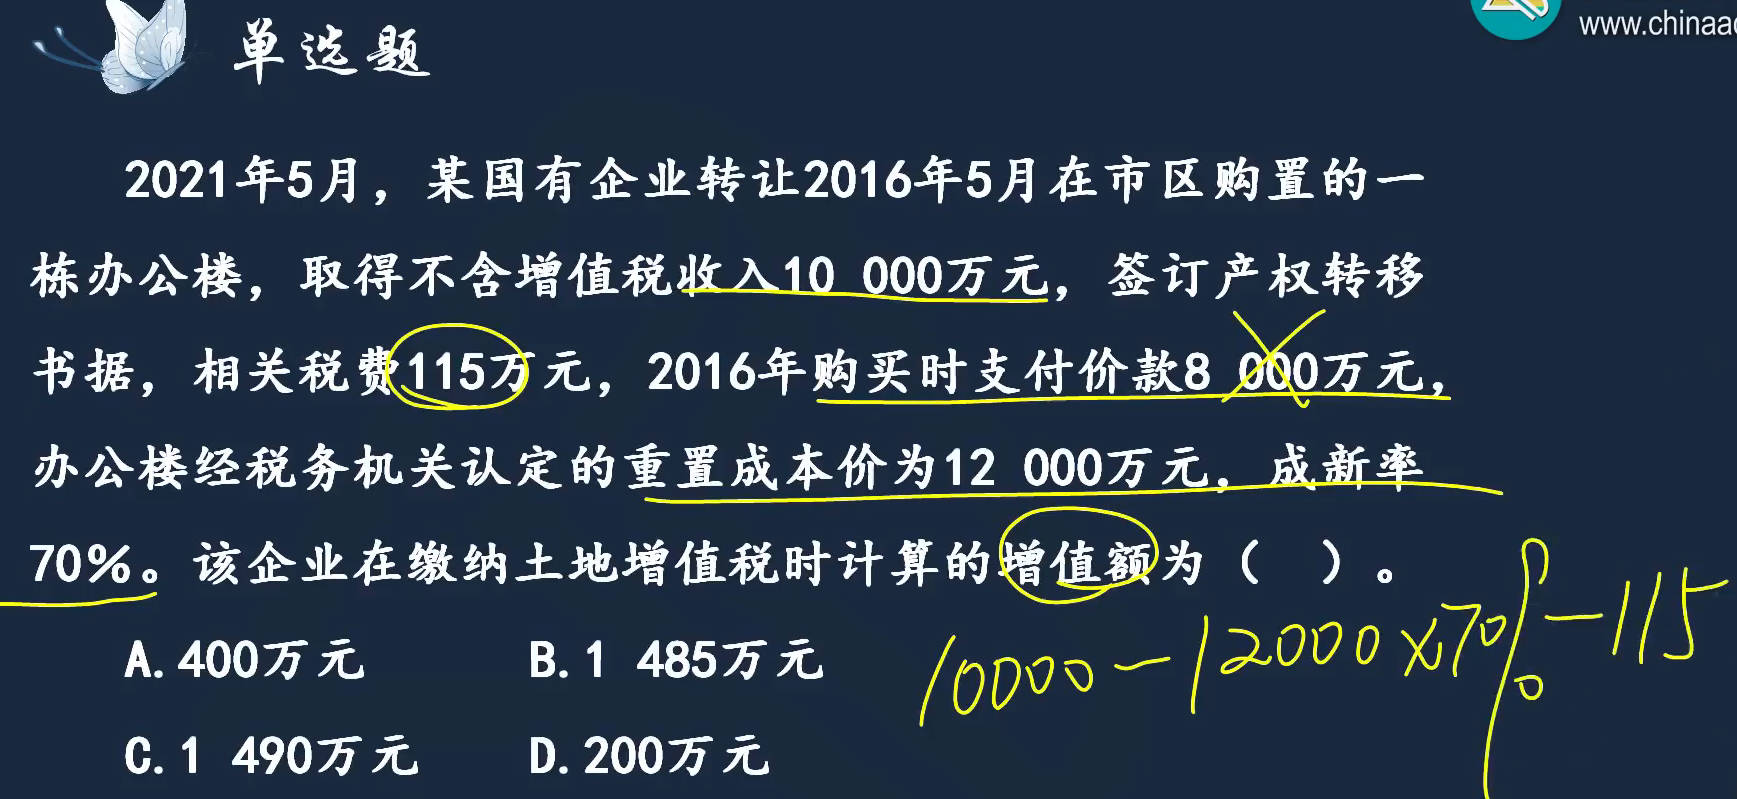 www.chinaac
单选题
2021年5月，某国有企业转让2016年5月在市区购置的一
栋办公楼，取得不含增值税收入10 000万元，签订产权转移
书据，相关税费115万元，2016年购买时支付价款8 000万元，
办公楼经税务机关认定的重置成本价为12 000万元，成新率
70%。该企业在缴纳土地增值税时计算的增值额为（ ）。
A.400万元 B.1 485万元
10000-12000×70%-115
C.1 490万元 D.200万元